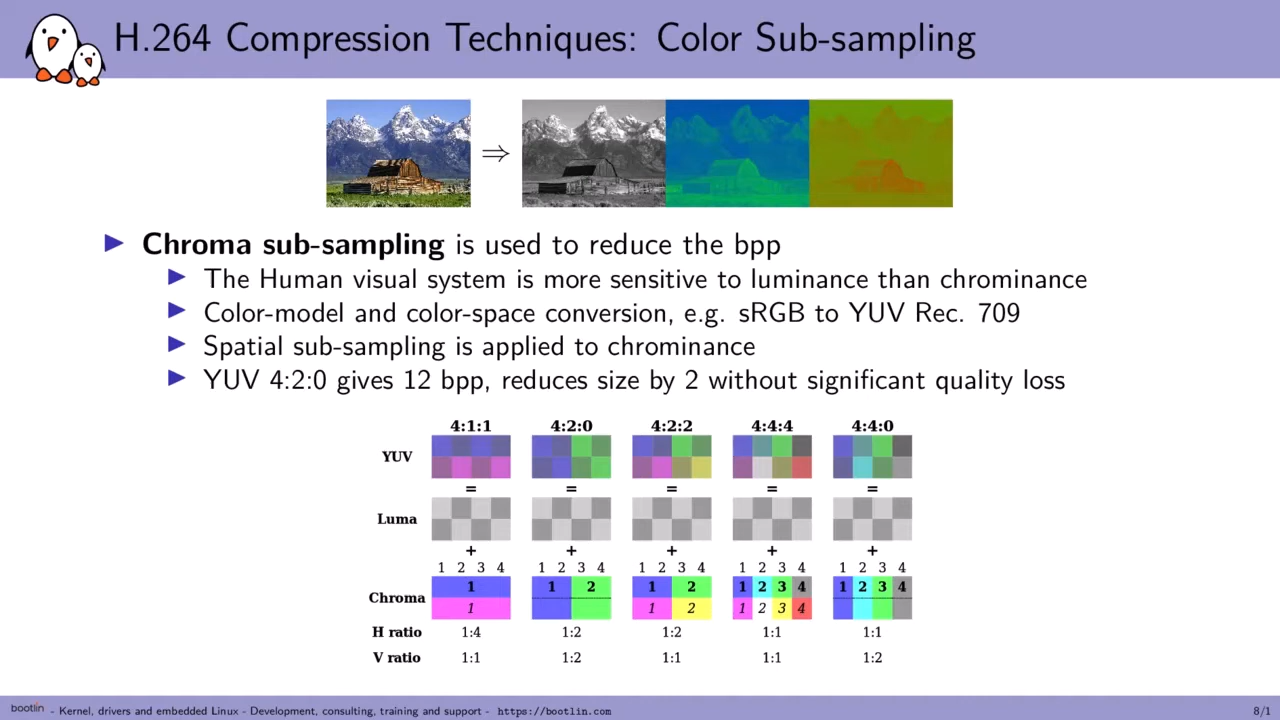 H.264 Compression Techniques: Color Sub-sampling
⇒
Chroma sub-sampling is used to reduce the bpp
The Human visual system is more sensitive to luminance than chrominance
Color-model and color-space conversion, e.g. sRGB to YUV Rec. 709
Spatial sub-sampling is applied to chrominance
YUV 4:2:0 gives 12 bpp, reduces size by 2 without significant quality loss
4:1:1 4:2:0 4:2:2 4:4:4 4:4:0
YUV
= = = = =
Luma
+ + + + +
1 2 3 4 1 2 3 4 1 2 3 4 1 2 3 4 1 2 3 4
1 1 2 1 2 1 2 3 4 1 2 3 4
Chroma
1 1 2 1 2 3 4
H ratio 1:4 1:2 1:2 1:1 1:1
V ratio 1:1 1:2 1:1 1:1 1:2
bootlin - Kernel, drivers and embedded Linux - Development, consulting, training and support - https://bootlin.com 8/1